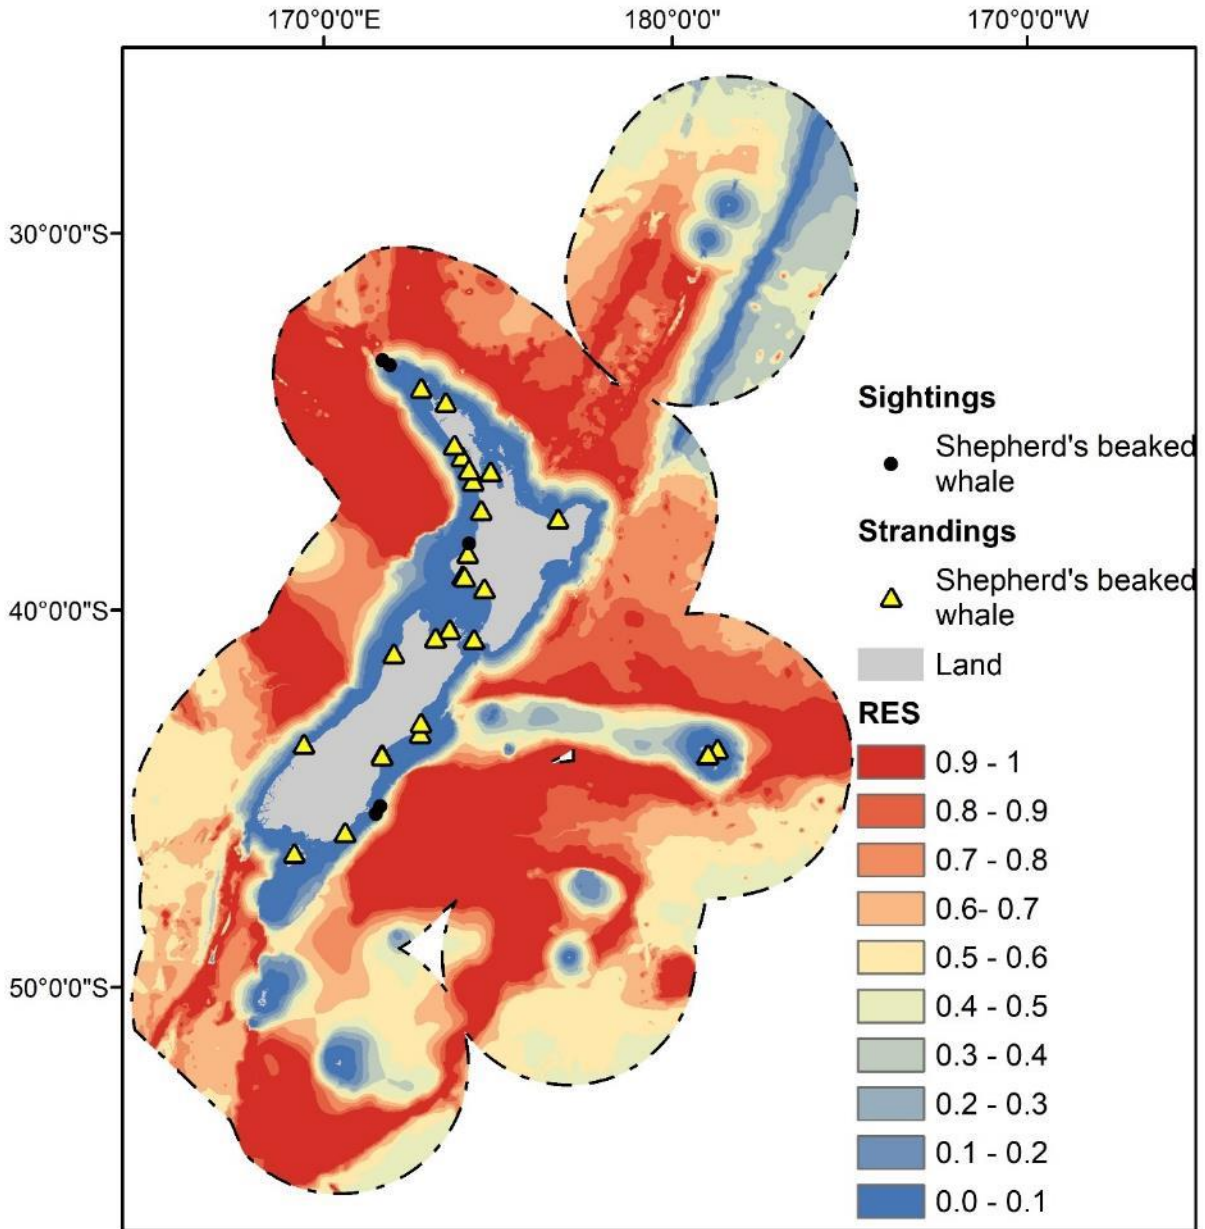 170°0'0"E
180°0'0"
170°0'0"W
30°0'0"S
40°0'0"S
50°0'0"S
Sightings
Shepherd's beaked
whale
Strandings
Shepherd's beaked
whale
Land
RES
0.9 - 1
0.8 - 0.9
0.7 - 0.8
0.6- 0.7
0.5 - 0.6
0.4 - 0.5
0.3 - 0.4
0.2 - 0.3
0.1 - 0.2
0.0 - 0.1